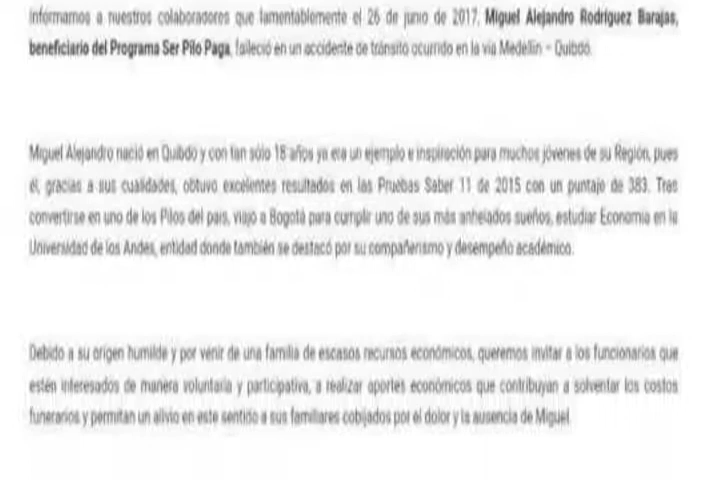 Informamos a nuestros colaboradores que lamentablemente el 26 de junio de 2017, Miguel Alejandro Rodríguez Barajas,
beneficiario del Programa Ser Pilo Paga, falleció en un accidente de tránsito ocurrido en la vía Medellín - Quibdó.
Miguel Alejandro nació en Quibdó y con tan sólo 18 años ya era un ejemplo e inspiración para muchos jóvenes de su Región, pues
él, gracias a sus cualidades, obtuvo excelentes resultados en las Pruebas Saber 11 de 2015 con un puntaje de 383. Tras
convertirse en uno de los Pilos del país, viajó a Bogotá para cumplir uno de sus más anhelados sueños, estudiar Economía en la
Universidad de los Andes, entidad donde también se destacó por su compañerismo y desempeño académico.
Debido a su origen humilde y por venir de una familia de escasos recursos económicos, queremos invitar a los funcionarios que
estén interesados de manera voluntaria y participativa, a realizar aportes económicos que contribuyan a solventar los costos
funerarios y permitan un alivio en este sentido a sus familiares cobijados por el dolor y la ausencia de Miguel.